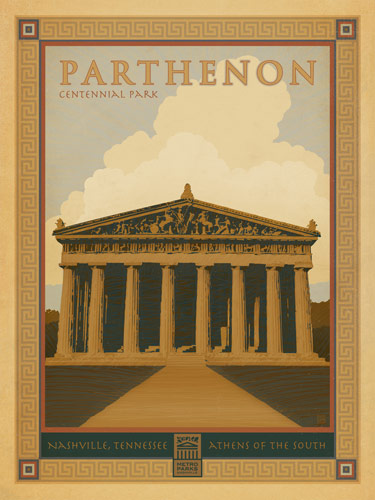 PARTHENON
CENTENNIAL PARK
NASHVILLE, TENNESSEE
METRO PARKS
ATHENS OF THE SOUTH